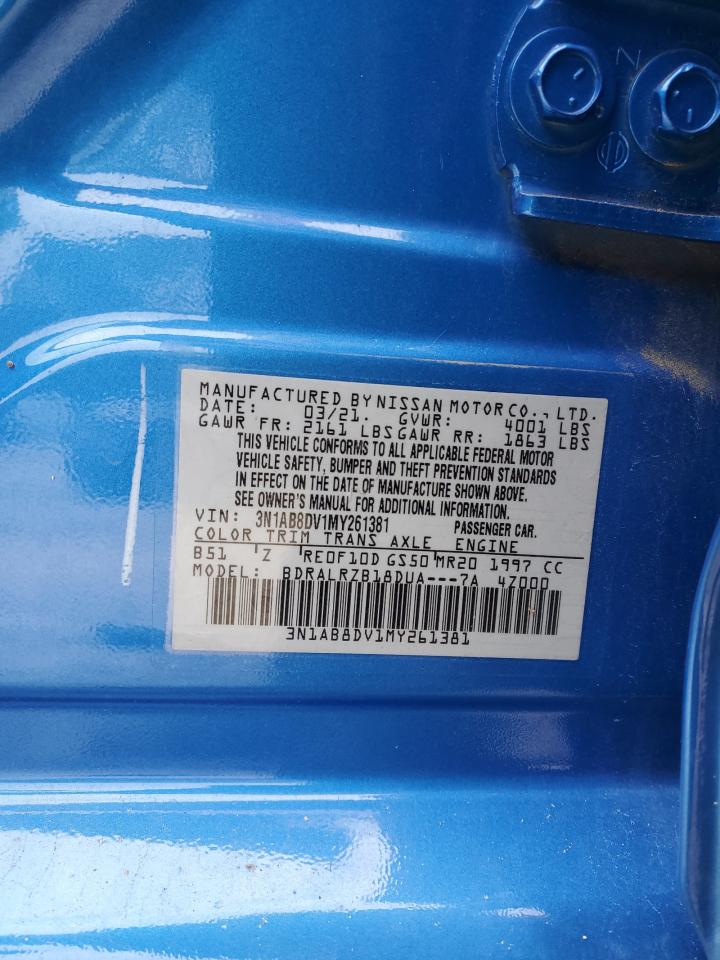 N
MANUFACTURED BY NISSAN MOTOR CO., LTD.
DATE: 03/21. GVWR: 4001 LBS
GAWR FR: 2161 LBS GAWR RR: 1863 LBS
THIS VEHICLE CONFORMS TO ALL APPLICABLE FEDERAL MOTOR
VEHICLE SAFETY, BUMPER AND THEFT PREVENTION STANDARDS
IN EFFECT ON THE DATE OF MANUFACTURE SHOWN ABOVE.
SEE OWNER'S MANUAL FOR ADDITIONAL INFORMATION.
VIN: 3N1AB8DV1MY261381 PASSENGER CAR.
COLOR TRIM TRANS AXLE ENGINE
B51 Z RE0F10D GS50 MR20 1997 CC
MODEL: BDRALRZB18DUA---7A 4Z000
3N1AB8DV1MY261381